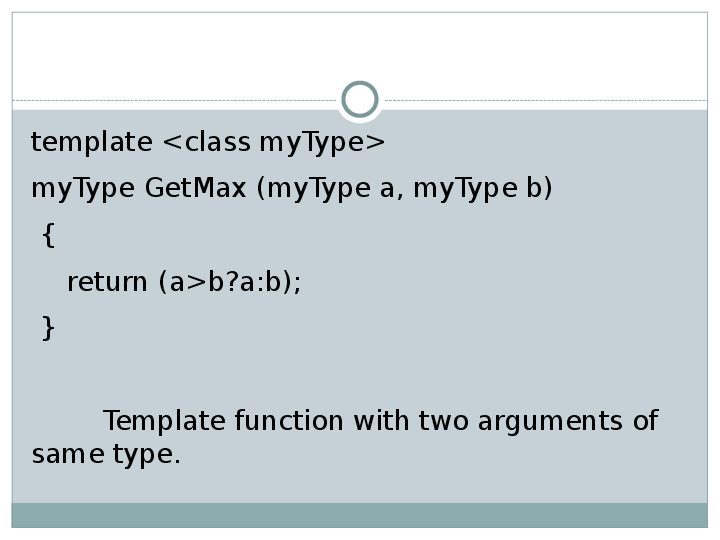 template <class myType>
myType GetMax (myType a, myType b)
{
return (a>b?a:b);
}
Template function with two arguments of
same type.